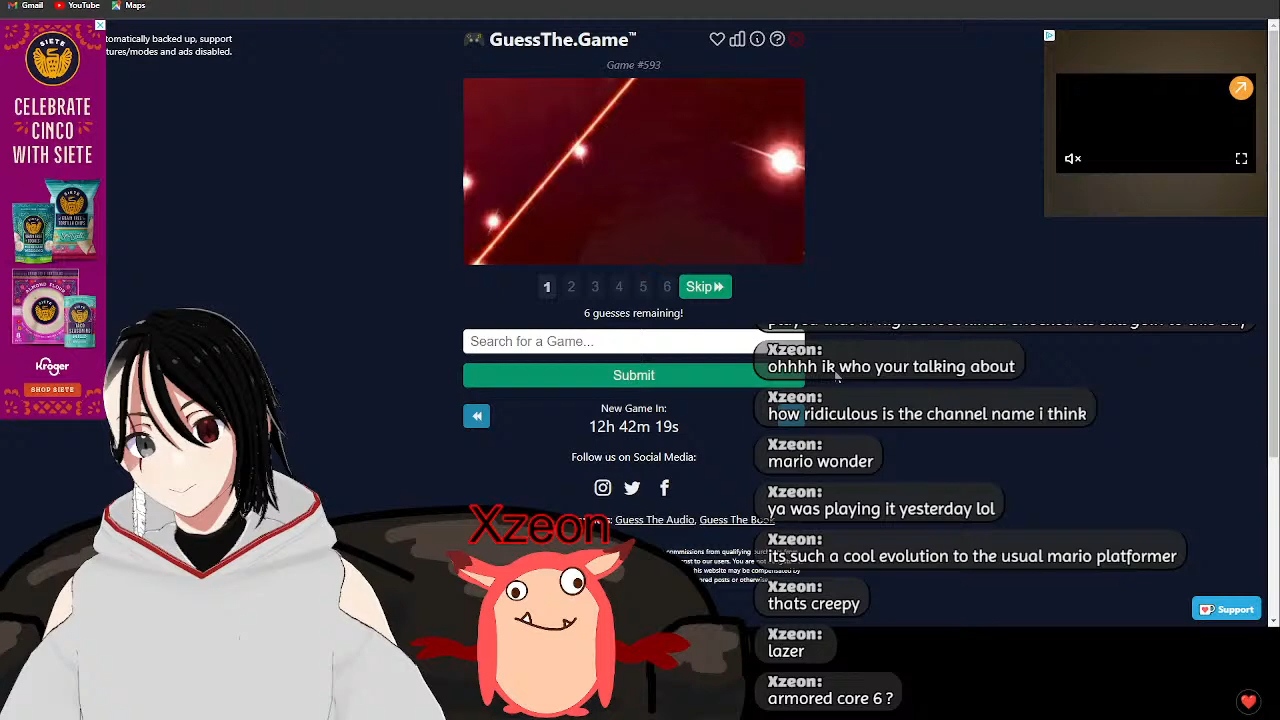 Gmail
YouTube
Maps
tomatically backed up, support
tures/modes and ads disabled.
SIETE
CELEBRATE
CINCO
WITH SIETE
Kroger
SHOP SIETE
GuessThe.Game™
Game #593
1 2 3 4 5 6 Skip
6 guesses remaining!
Search for a Game...
Submit
New Game In:
12h 42m 19s
Follow us on Social Media:
Guess The Audio, Guess The Book
Support
Xzeon
Xzeon:
ohhhh ik who your talking about
Xzeon:
how ridiculous is the channel name i think
Xzeon:
mario wonder
Xzeon:
ya was playing it yesterday lol
Xzeon:
its such a cool evolution to the usual mario platformer
Xzeon:
thats creepy
Xzeon:
lazer
Xzeon:
armored core 6 ?